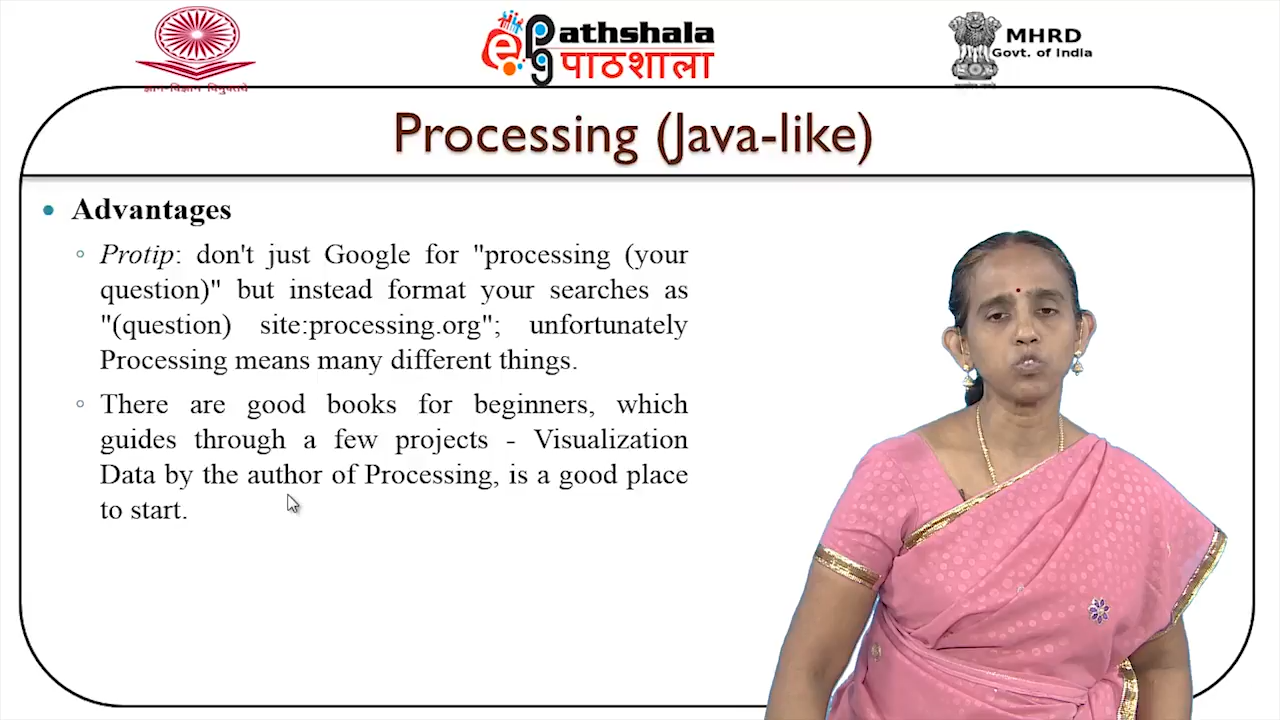 ज्ञान-विज्ञान विमुक्तये
ePG Pathshala
पाठशाला
MHRD
Govt. of India
Processing (Java-like)
Advantages
Protip: don't just Google for "processing (your
question)" but instead format your searches as
"(question) site:processing.org"; unfortunately
Processing means many different things.
There are good books for beginners, which
guides through a few projects - Visualization
Data by the author of Processing, is a good place
to start.